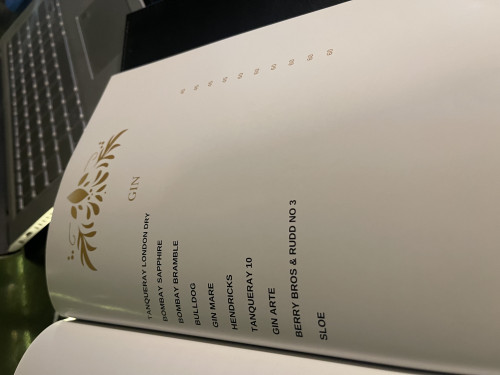 GIN
TANQUERAY LONDON DRY
BOMBAY SAPPHIRE
BOMBAY BRAMBLE
BULLDOG
GIN MARE
HENDRICKS
TANQUERAY 10
GIN ARTE
BERRY BROS & RUDD NO 3
SLOE